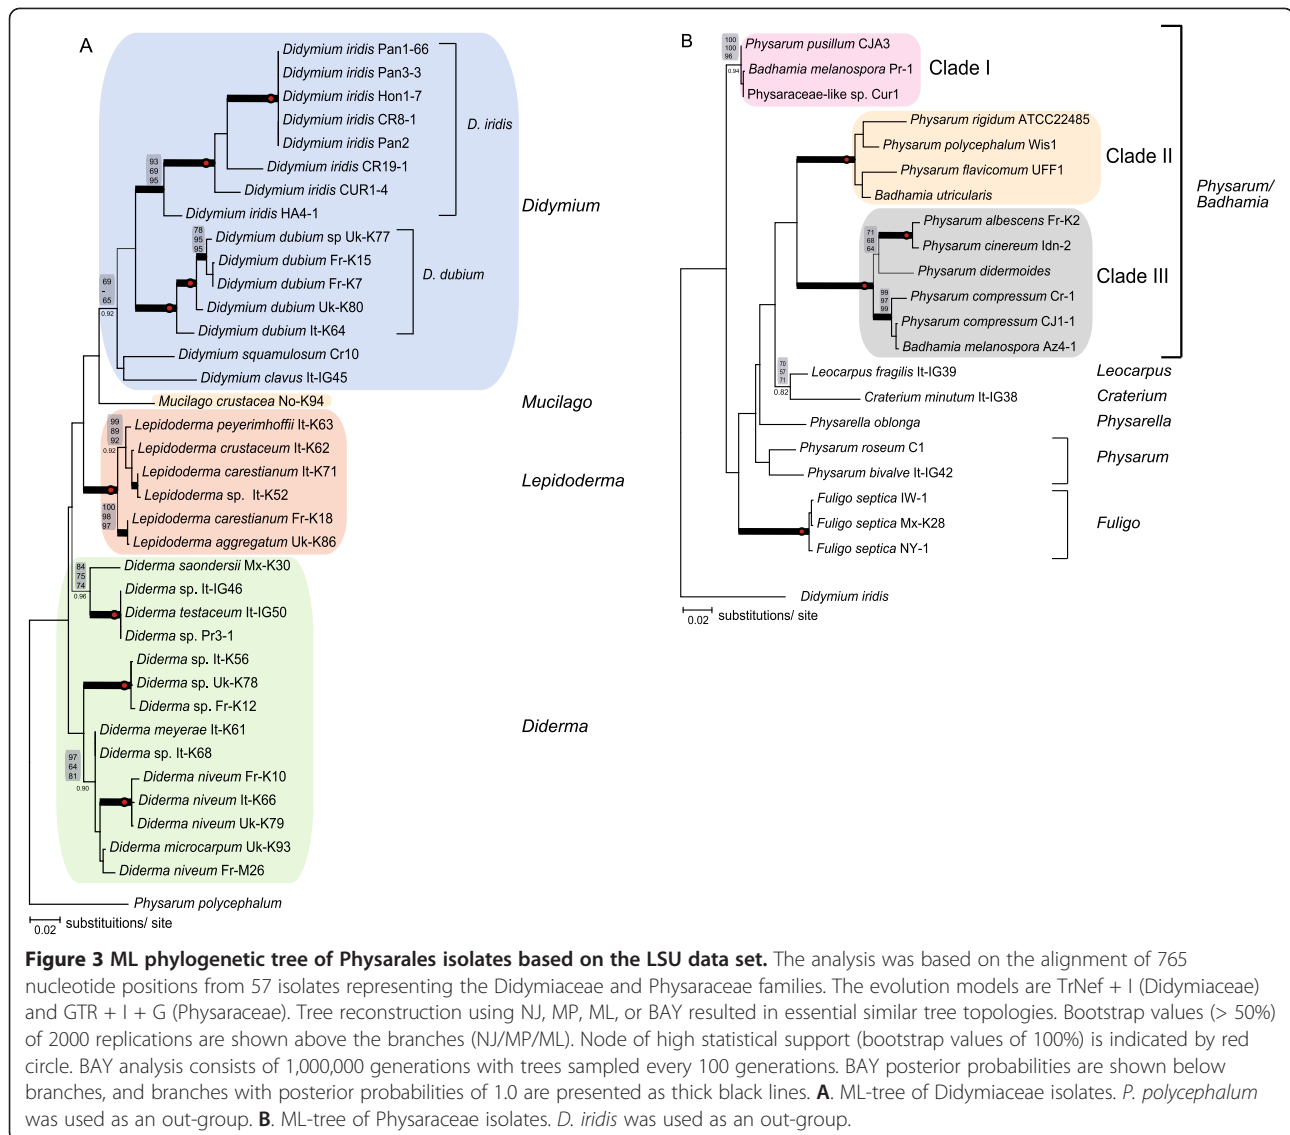 A
Didymium iridis Pan1-66
Didymium iridis Pan3-3
Didymium iridis Hon1-7
Didymium iridis CR8-1
Didymium iridis Pan2
Didymium iridis CR19-1
Didymium iridis CUR1-4
Didymium iridis HA4-1
D. iridis
93
69
95
Didymium
Didymium dubium sp Uk-K77
Didymium dubium Fr-K15
Didymium dubium Fr-K7
Didymium dubium Uk-K80
Didymium dubium It-K64
D. dubium
78
95
95
69
–
65
0.92
Didymium squamulosum Cr10
Didymium clavus It-IG45
Mucilago crustacea No-K94
Mucilago
Lepidoderma peyerimhoffii It-K63
Lepidoderma crustaceum It-K62
Lepidoderma carestianum It-K71
Lepidoderma sp. It-K52
Lepidoderma carestianum Fr-K18
Lepidoderma aggregatum Uk-K86
99
89
92
0.92
100
98
97
Lepidoderma
Diderma saondersii Mx-K30
Diderma sp. It-IG46
Diderma testaceum It-IG50
Diderma sp. Pr3-1
84
75
74
0.96
Diderma sp. It-K56
Diderma sp. Uk-K78
Diderma sp. Fr-K12
Diderma meyerae It-K61
Diderma sp. It-K68
Diderma niveum Fr-K10
Diderma niveum It-K66
Diderma niveum Uk-K79
Diderma microcarpum Uk-K93
Diderma niveum Fr-M26
97
64
81
0.90
Diderma
Physarum polycephalum
0.02 substituitions/ site
B
100
100
96
0.94
Physarum pusillum CJA3
Badhamia melanospora Pr-1
Physaraceae-like sp. Cur1
Clade I
Physarum rigidum ATCC22485
Physarum polycephalum Wis1
Physarum flavicomum UFF1
Badhamia utricularis
Clade II
Physarum/
Badhamia
Physarum albescens Fr-K2
Physarum cinereum Idn-2
Physarum didermoides
Physarum compressum Cr-1
Physarum compressum CJ1-1
Badhamia melanospora Az4-1
71
68
64
99
97
99
Clade III
70
57
71
0.82
Leocarpus fragilis It-IG39
Leocarpus
Craterium minutum It-IG38
Craterium
Physarella oblonga
Physarella
Physarum roseum C1
Physarum bivalve It-IG42
Physarum
Fuligo septica IW-1
Fuligo septica Mx-K28
Fuligo septica NY-1
Fuligo
Didymium iridis
0.02 substitutions/ site
Figure 3 ML phylogenetic tree of Physarales isolates based on the LSU data set. The analysis was based on the alignment of 765
nucleotide positions from 57 isolates representing the Didymiaceae and Physaraceae families. The evolution models are TrNef + I (Didymiaceae)
and GTR + I + G (Physaraceae). Tree reconstruction using NJ, MP, ML, or BAY resulted in essential similar tree topologies. Bootstrap values (> 50%)
of 2000 replications are shown above the branches (NJ/MP/ML). Node of high statistical support (bootstrap values of 100%) is indicated by red
circle. BAY analysis consists of 1,000,000 generations with trees sampled every 100 generations. BAY posterior probabilities are shown below
branches, and branches with posterior probabilities of 1.0 are presented as thick black lines. A. ML-tree of Didymiaceae isolates. P. polycephalum
was used as an out-group. B. ML-tree of Physaraceae isolates. D. iridis was used as an out-group.